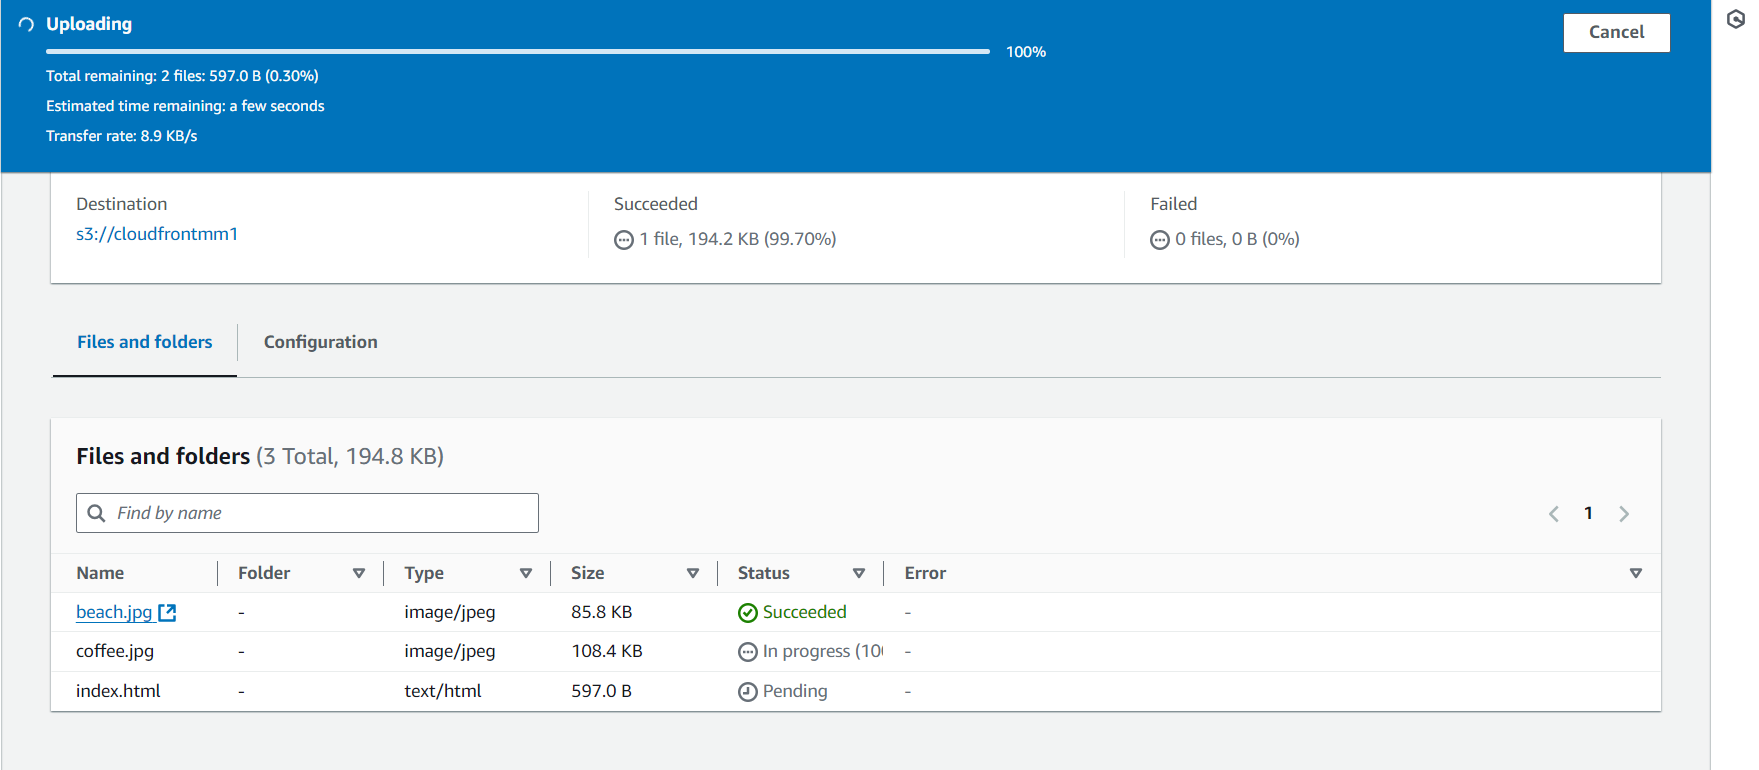 Uploading
Cancel
100%
Total remaining: 2 files: 597.0 B (0.30%)
Estimated time remaining: a few seconds
Transfer rate: 8.9 KB/s
Destination Succeeded Failed
s3://cloudfrontmm1 1 file, 194.2 KB (99.70%) 0 files, 0 B (0%)
Files and folders Configuration
Files and folders (3 Total, 194.8 KB)
Find by name 1
Name Folder Type Size Status Error
beach.jpg - image/jpeg 85.8 KB Succeeded -
coffee.jpg - image/jpeg 108.4 KB In progress (10 -
index.html - text/html 597.0 B Pending -